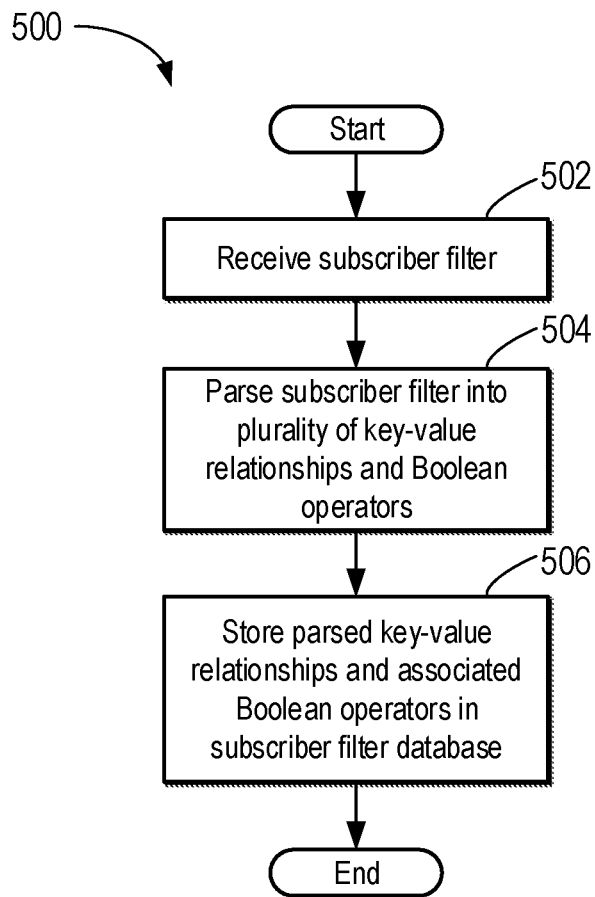 500
Start
502
Receive subscriber filter
504
Parse subscriber filter into
plurality of key-value
relationships and Boolean
operators
506
Store parsed key-value
relationships and associated
Boolean operators in
subscriber filter database
End